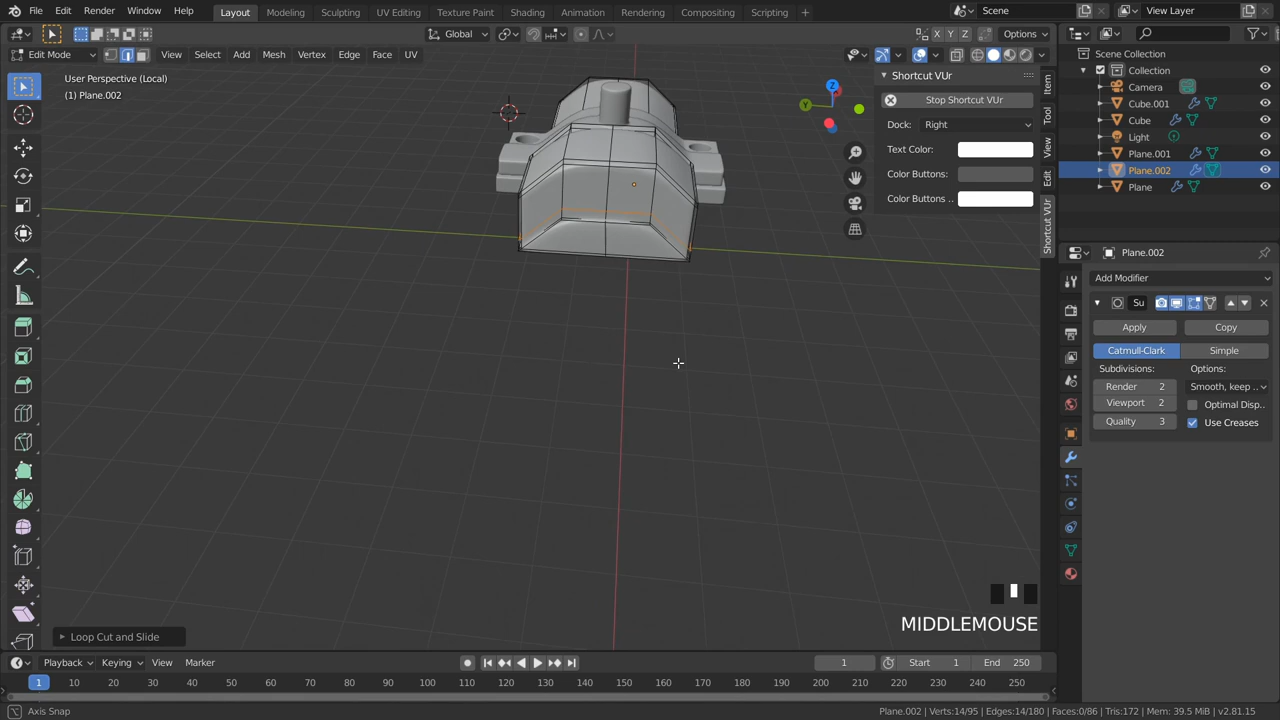 File Edit Render Window Help Layout Modeling Sculpting UV Editing Texture Paint Shading Animation Rendering Compositing Scripting + Scene View Layer
Global X Y Z Options
Edit Mode View Select Add Mesh Vertex Edge Face UV
User Perspective (Local)
(1) Plane.002
Z
Y
Shortcut VUr
Stop Shortcut VUr
Dock: Right
Text Color:
Color Buttons:
Color Buttons ..
Item
Tool
View
Edit
Shortcut VUr
Scene Collection
Collection
Camera
Cube.001
Cube
Light
Plane.001
Plane.002
Plane
Plane.002
Add Modifier
Su
Apply Copy
Catmull-Clark Simple
Subdivisions: Options:
Render 2 Smooth, keep ..
Viewport 2 Optimal Disp..
Quality 3 Use Creases
MIDDLEMOUSE
Loop Cut and Slide
Playback Keying View Marker 1 Start 1 End 250
1 10 20 30 40 50 60 70 80 90 100 110 120 130 140 150 160 170 180 190 200 210 220 230 240 250
Axis Snap Plane.002 | Verts:14/95 | Edges:14/180 | Faces:0/86 | Tris:172 | Mem: 39.5 MiB | v2.81.15